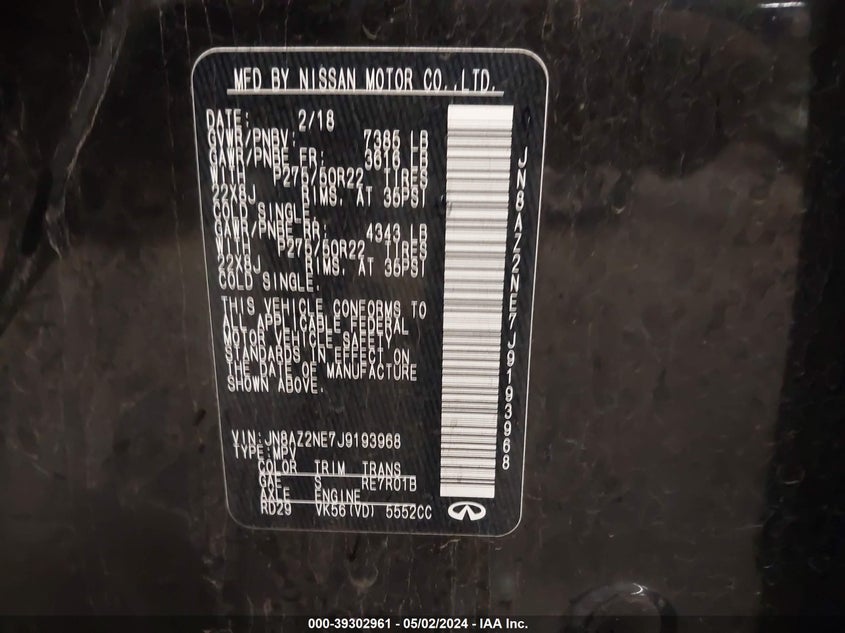 MFD BY NISSAN MOTOR CO.,LTD.
DATE: 2/18
GVWR/PNBV: 7385 LB
GAWR/PNBE FR: 3616 LB
WITH P275/50R22 TIRES
22X8J RIMS. AT 35PSI
COLD SINGLE.
GAWR/PNBE RR: 4343 LB
WITH P275/50R22 TIRES
22X8J RIMS. AT 35PSI
COLD SINGLE.
THIS VEHICLE CONFORMS TO
ALL APPLICABLE FEDERAL
MOTOR VEHICLE SAFETY
STANDARDS IN EFFECT ON
THE DATE OF MANUFACTURE
SHOWN ABOVE.
VIN:JN8AZ2NE7J9193968
TYPE:MPV
COLOR TRIM TRANS
GAE S RE7R01B
AXLE ENGINE
RD29 VK56(VD) 5552CC
JN8AZ2NE7J9193968
000-39302961 - 05/02/2024 - IAA Inc.